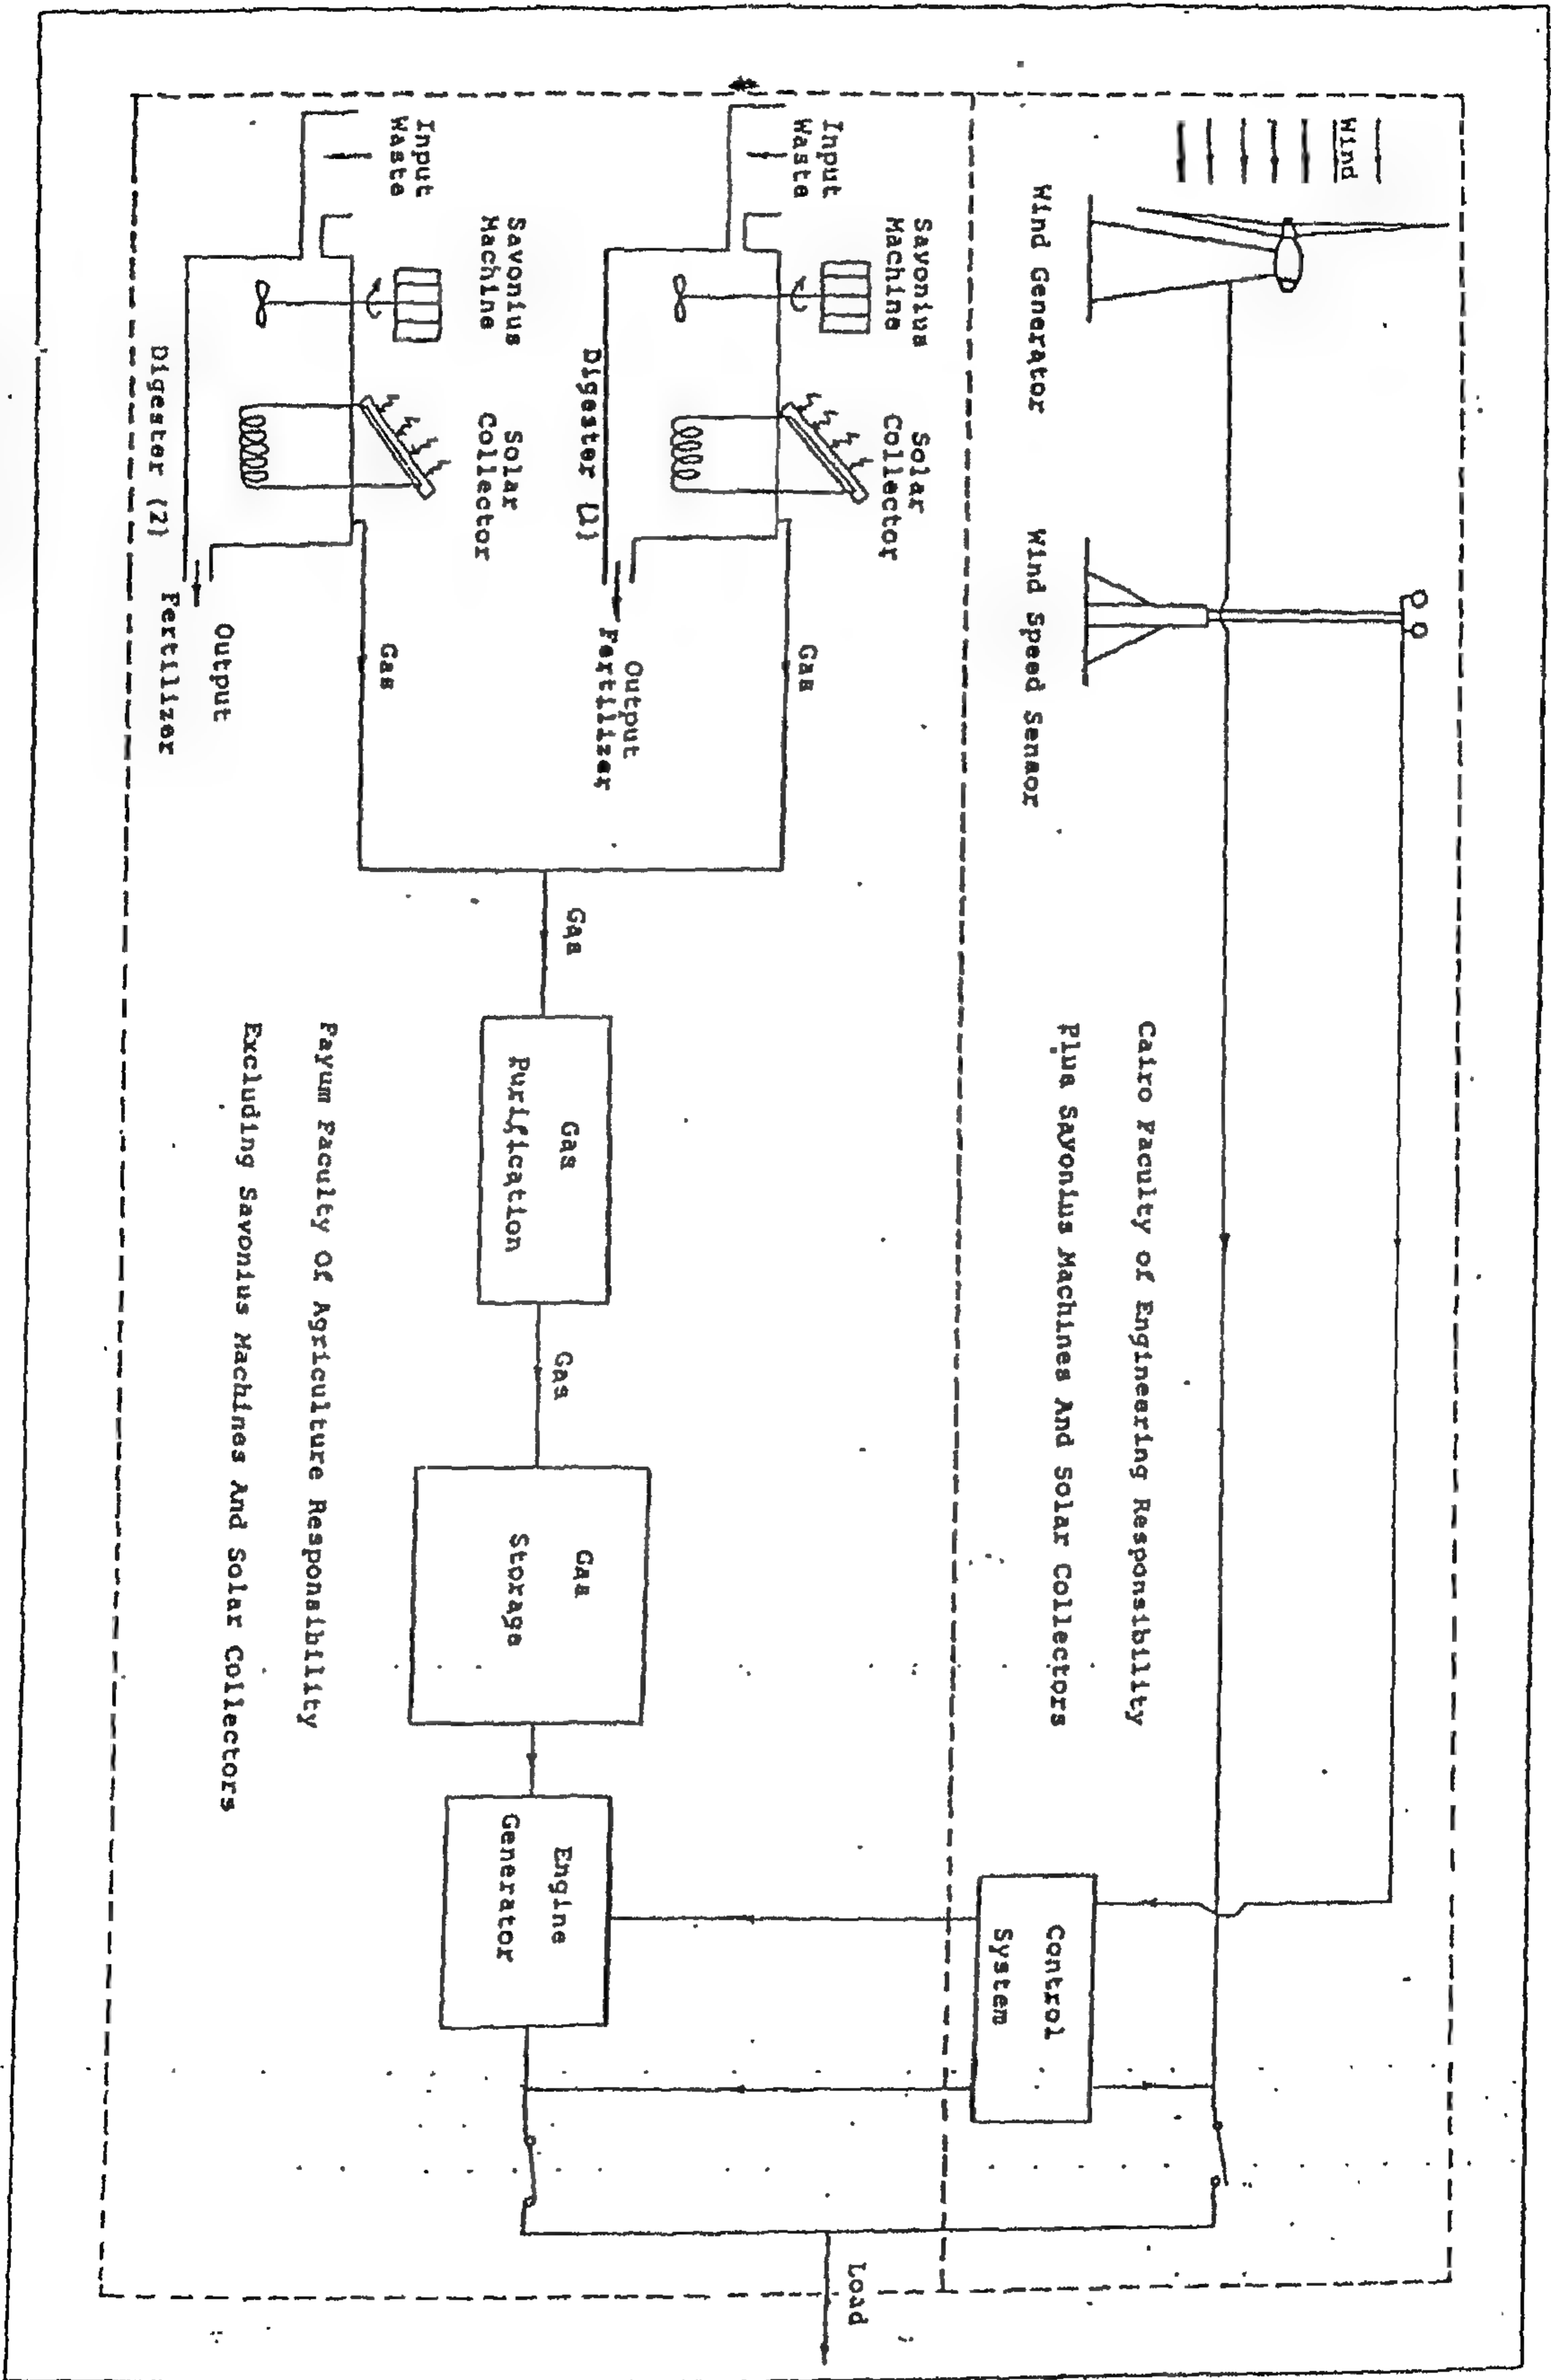 Wind
Wind Generator
Wind Speed Sensor
Cairo Faculty of Engineering Responsibility
Plus Savonius Machines And Solar Collectors
Control
System
Load
Input
Waste
Savonius
Machine
Solar
Collector
Digester (1)
Gas
Output
Fertilizer
Gas
Gas
Purification
Gas
Gas
Storage
Engine
Generator
Input
Waste
Savonius
Machine
Solar
Collector
Digester (2)
Gas
Output
Fertilizer
Fayum Faculty Of Agriculture Responsibility
Excluding Savonius Machines And Solar Collectors